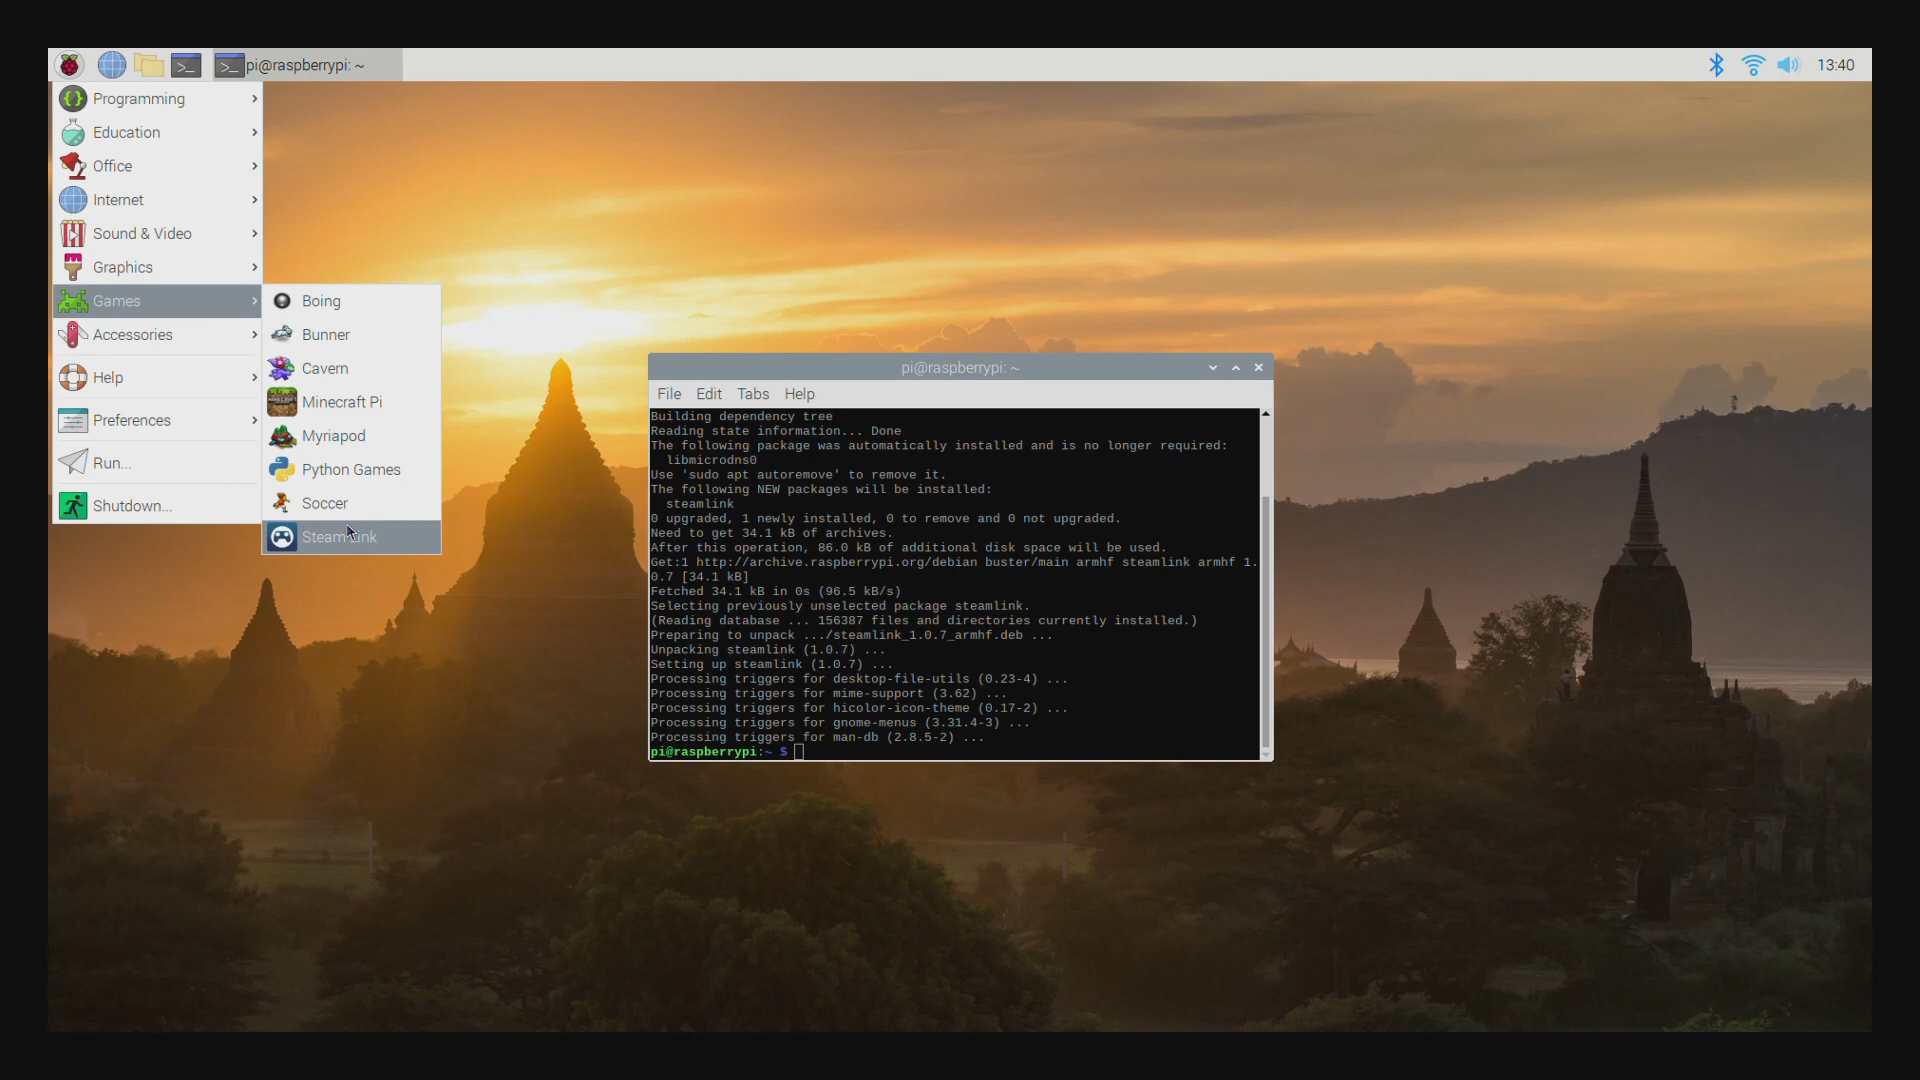 pi@raspberrypi: ~
13:40
Programming
Education
Office
Internet
Sound & Video
Graphics
Games
Accessories
Help
Preferences
Run...
Shutdown...
Boing
Bunner
Cavern
Minecraft Pi
Myriapod
Python Games
Soccer
Steam Link
pi@raspberrypi: ~
File Edit Tabs Help
Building dependency tree
Reading state information... Done
The following package was automatically installed and is no longer required:
libmicrodns0
Use 'sudo apt autoremove' to remove it.
The following NEW packages will be installed:
steamlink
0 upgraded, 1 newly installed, 0 to remove and 0 not upgraded.
Need to get 34.1 kB of archives.
After this operation, 86.0 kB of additional disk space will be used.
Get:1 http://archive.raspberrypi.org/debian buster/main armhf steamlink armhf 1.
0.7 [34.1 kB]
Fetched 34.1 kB in 0s (96.5 kB/s)
Selecting previously unselected package steamlink.
(Reading database ... 156387 files and directories currently installed.)
Preparing to unpack .../steamlink_1.0.7_armhf.deb ...
Unpacking steamlink (1.0.7) ...
Setting up steamlink (1.0.7) ...
Processing triggers for desktop-file-utils (0.23-4) ...
Processing triggers for mime-support (3.62) ...
Processing triggers for hicolor-icon-theme (0.17-2) ...
Processing triggers for gnome-menus (3.31.4-3) ...
Processing triggers for man-db (2.8.5-2) ...
pi@raspberrypi:~ $